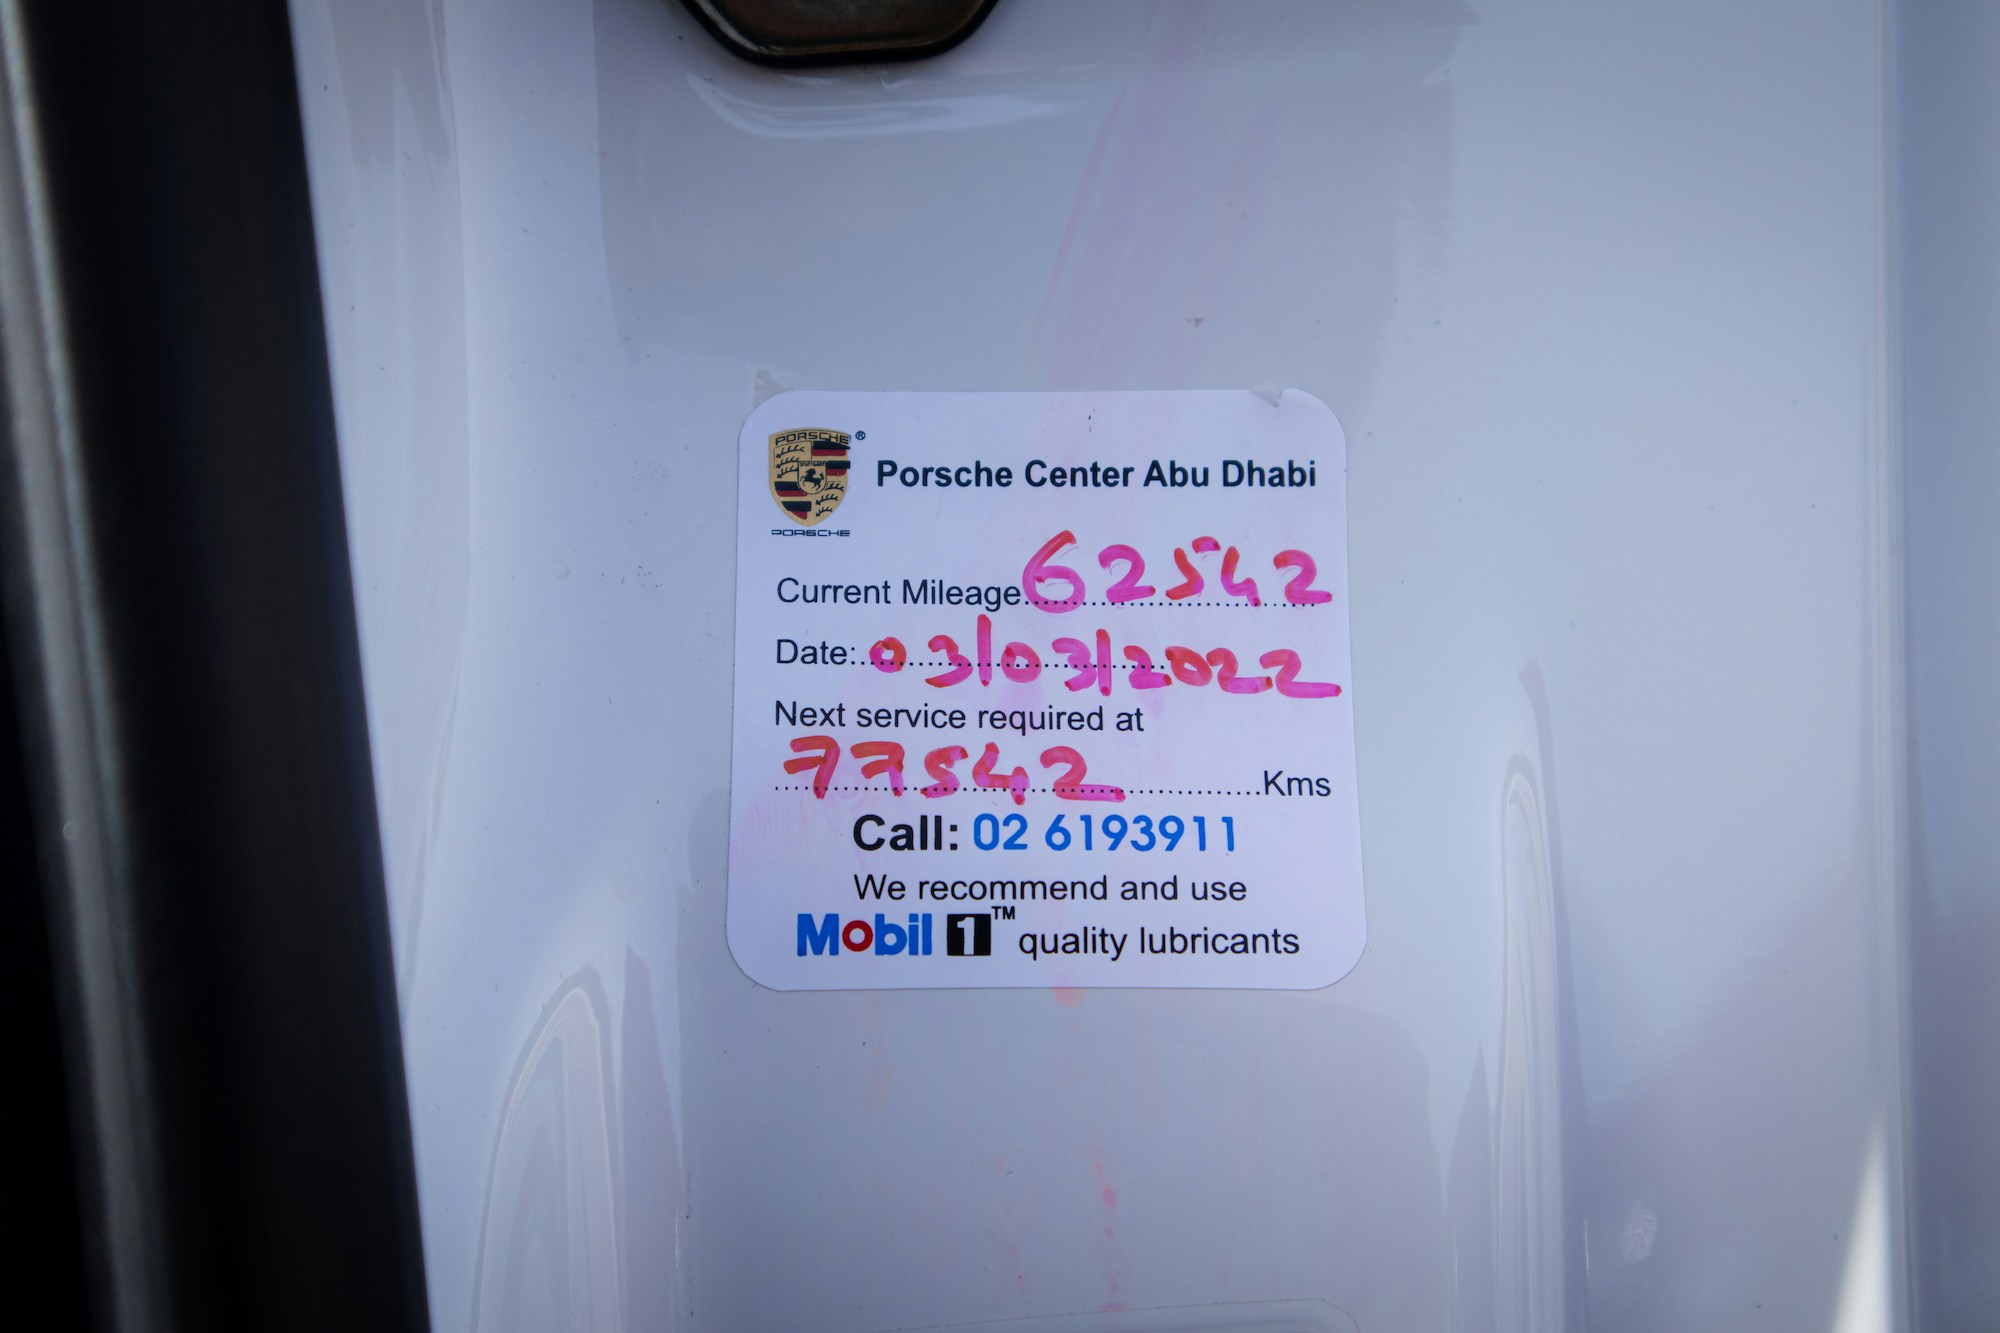 PORSCHE ®
PORSCHE
Porsche Center Abu Dhabi
Current Mileage 62542
Date: 03/03/2022
Next service required at
77542 Kms
Call: 02 6193911
We recommend and use
Mobil 1™ quality lubricants